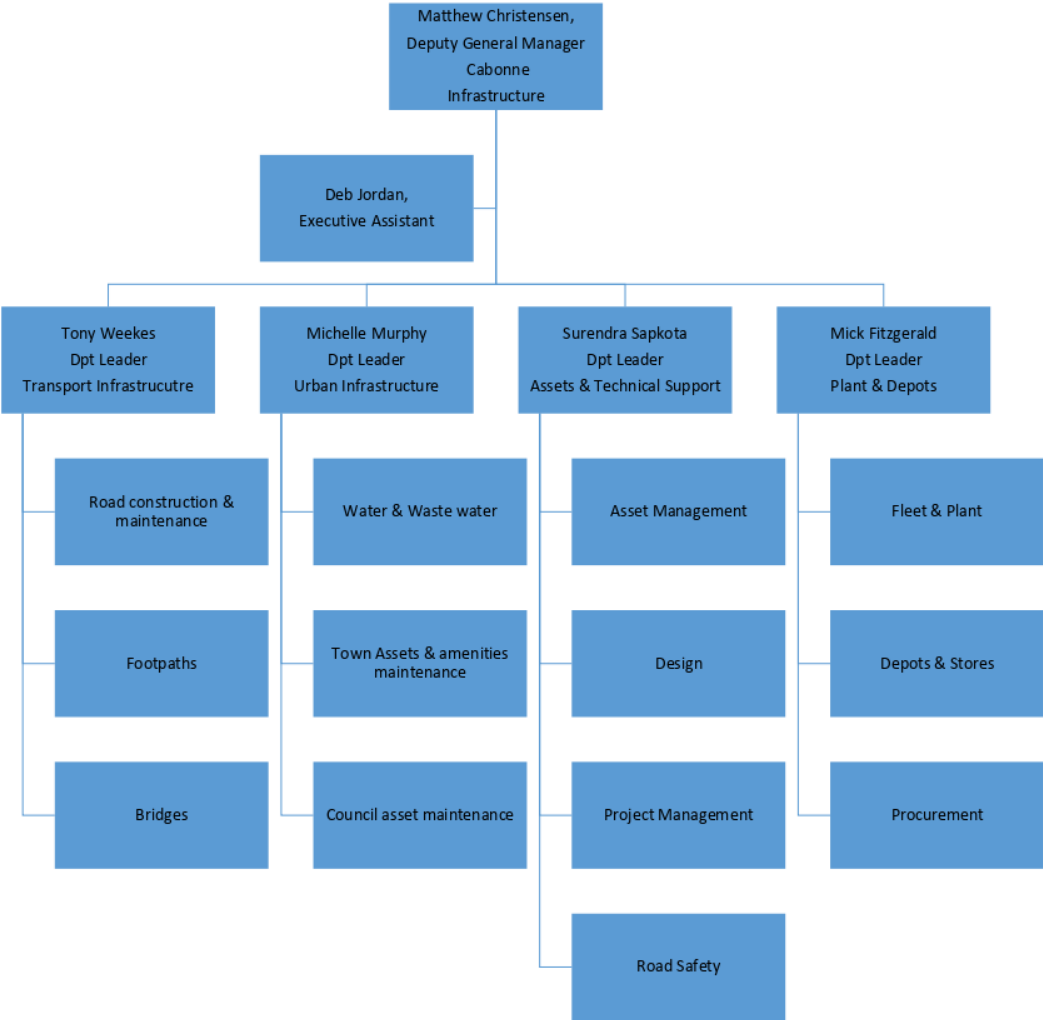 Matthew Christensen,
Deputy General Manager
Cabonne
Infrastructure
Deb Jordan,
Executive Assistant
Tony Weekes
Dpt Leader
Transport Infrastrucutre
Michelle Murphy
Dpt Leader
Urban Infrastructure
Surendra Sapkota
Dpt Leader
Assets & Technical Support
Mick Fitzgerald
Dpt Leader
Plant & Depots
Road construction &
maintenance
Footpaths
Bridges
Water & Waste water
Town Assets & amenities
maintenance
Council asset maintenance
Asset Management
Design
Project Management
Road Safety
Fleet & Plant
Depots & Stores
Procurement